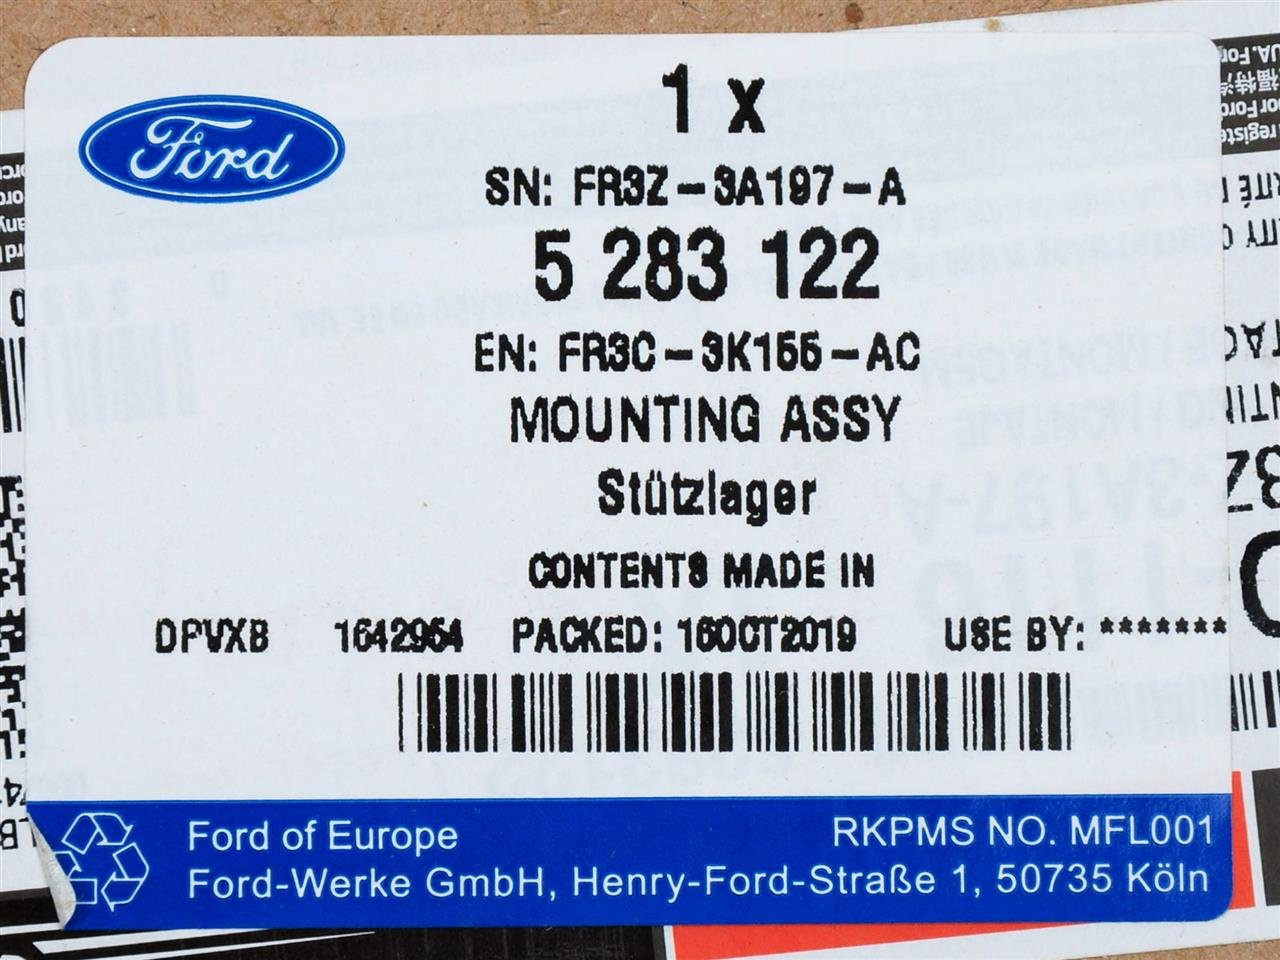 Ford
1 x
SN: FR3Z-3A197-A
5 283 122
EN: FR3C-3K155-AC
MOUNTING ASSY
Stützlager
CONTENTS MADE IN
DPVXB 1642954 PACKED: 16OCT2019 USE BY: *******
Ford of Europe RKPMS NO. MFL001
Ford-Werke GmbH, Henry-Ford-Straße 1, 50735 Köln